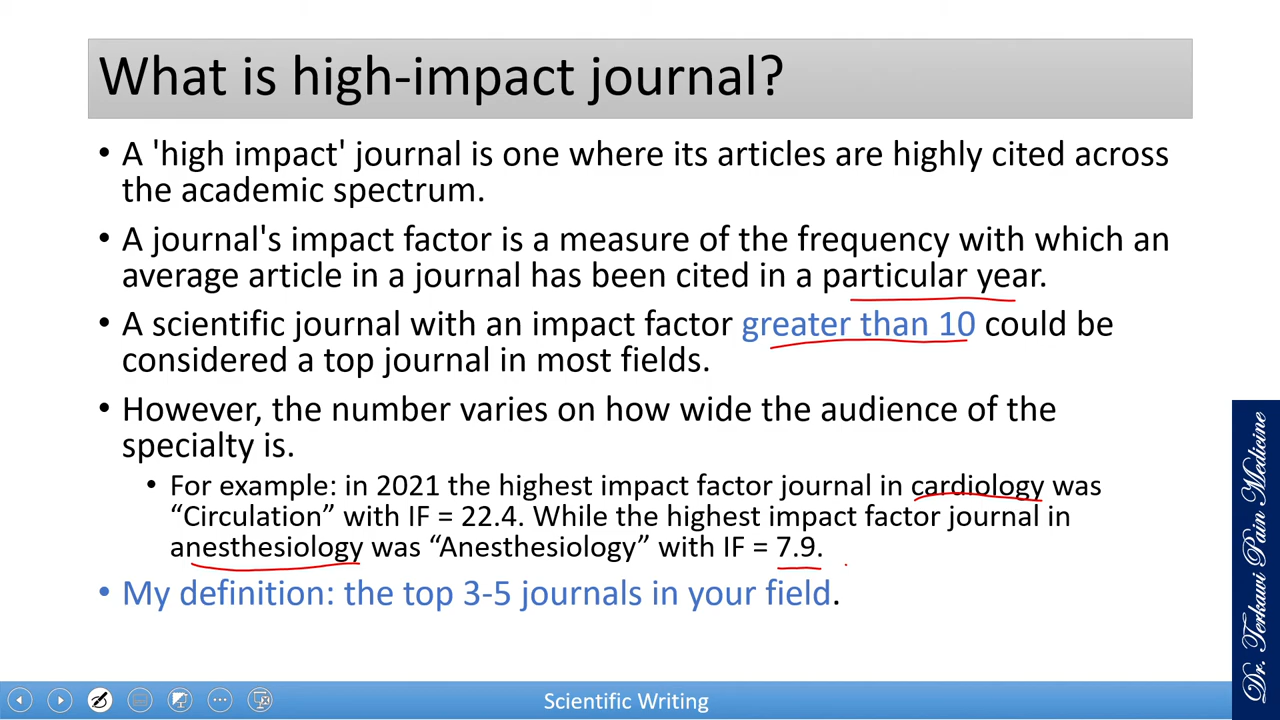 What is high-impact journal?
• A 'high impact' journal is one where its articles are highly cited across
the academic spectrum.
• A journal's impact factor is a measure of the frequency with which an
average article in a journal has been cited in a particular year.
• A scientific journal with an impact factor greater than 10 could be
considered a top journal in most fields.
• However, the number varies on how wide the audience of the
specialty is.
• For example: in 2021 the highest impact factor journal in cardiology was
“Circulation” with IF = 22.4. While the highest impact factor journal in
anesthesiology was “Anesthesiology” with IF = 7.9.
• My definition: the top 3-5 journals in your field.
Scientific Writing
Dr. Terkawi Pain Medicine